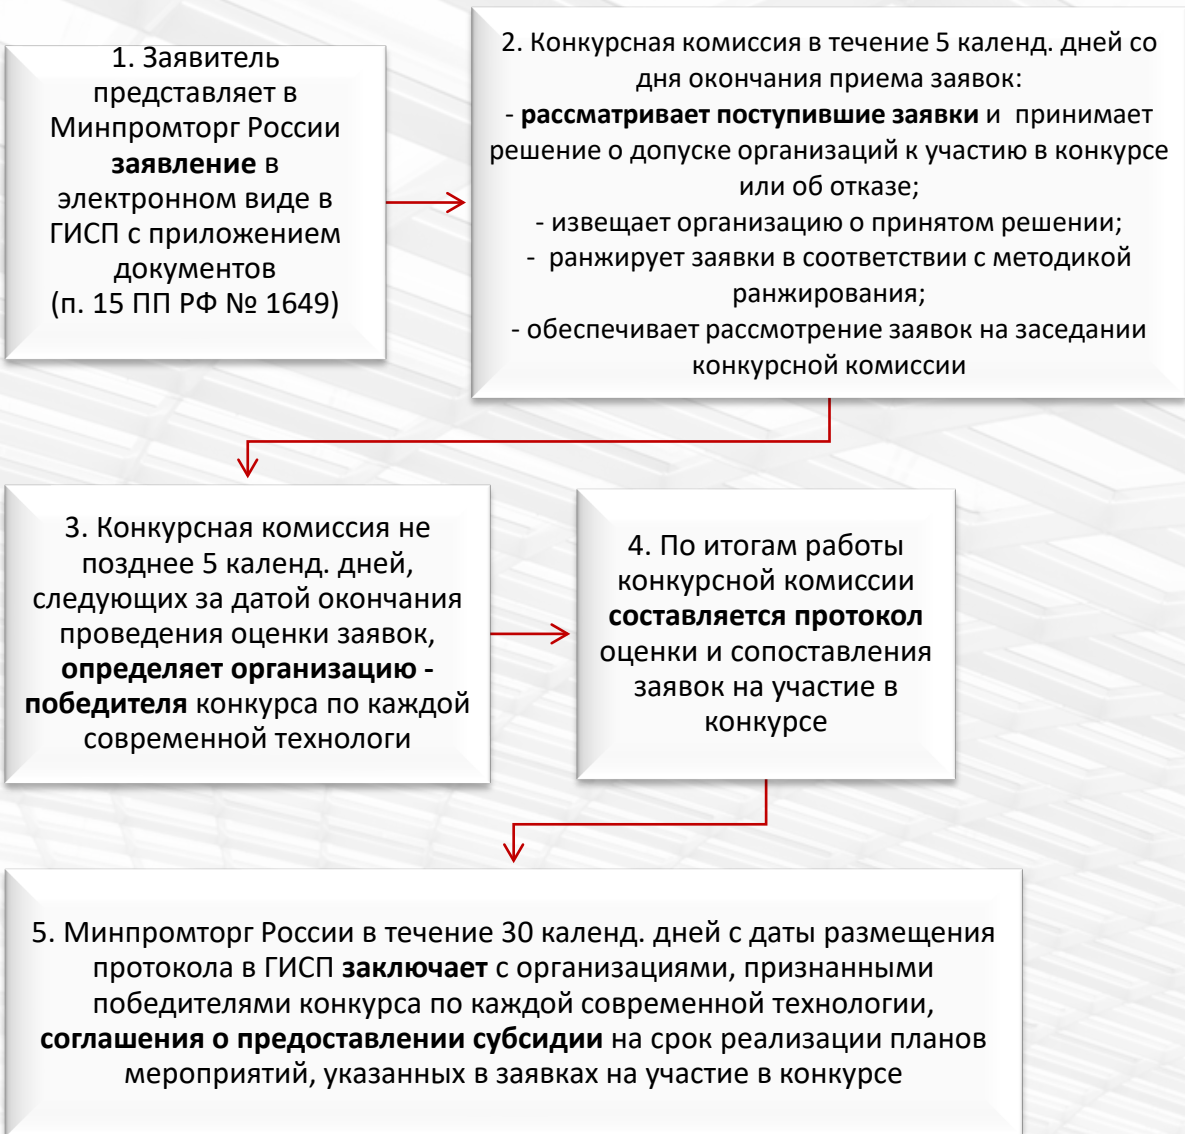 1. Заявитель
представляет в
Минпромторг России
заявление в
электронном виде в
ГИСП с приложением
документов
(п. 15 ПП РФ № 1649)
2. Конкурсная комиссия в течение 5 календ. дней со
дня окончания приема заявок:
- рассматривает поступившие заявки и принимает
решение о допуске организаций к участию в конкурсе
или об отказе;
- извещает организацию о принятом решении;
- ранжирует заявки в соответствии с методикой
ранжирования;
- обеспечивает рассмотрение заявок на заседании
конкурсной комиссии
3. Конкурсная комиссия не
позднее 5 календ. дней,
следующих за датой окончания
проведения оценки заявок,
определяет организацию -
победителя конкурса по каждой
современной технологи
4. По итогам работы
конкурсной комиссии
составляется протокол
оценки и сопоставления
заявок на участие в
конкурсе
5. Минпромторг России в течение 30 календ. дней с даты размещения
протокола в ГИСП заключает с организациями, признанными
победителями конкурса по каждой современной технологии,
соглашения о предоставлении субсидии на срок реализации планов
мероприятий, указанных в заявках на участие в конкурсе